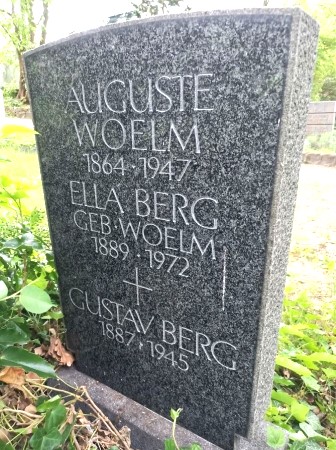 AUGUSTE
WOELM
1864 · 1947
ELLA BERG
GEB · WOELM
1889 · 1972
GUSTAV BERG
1887 · 1945